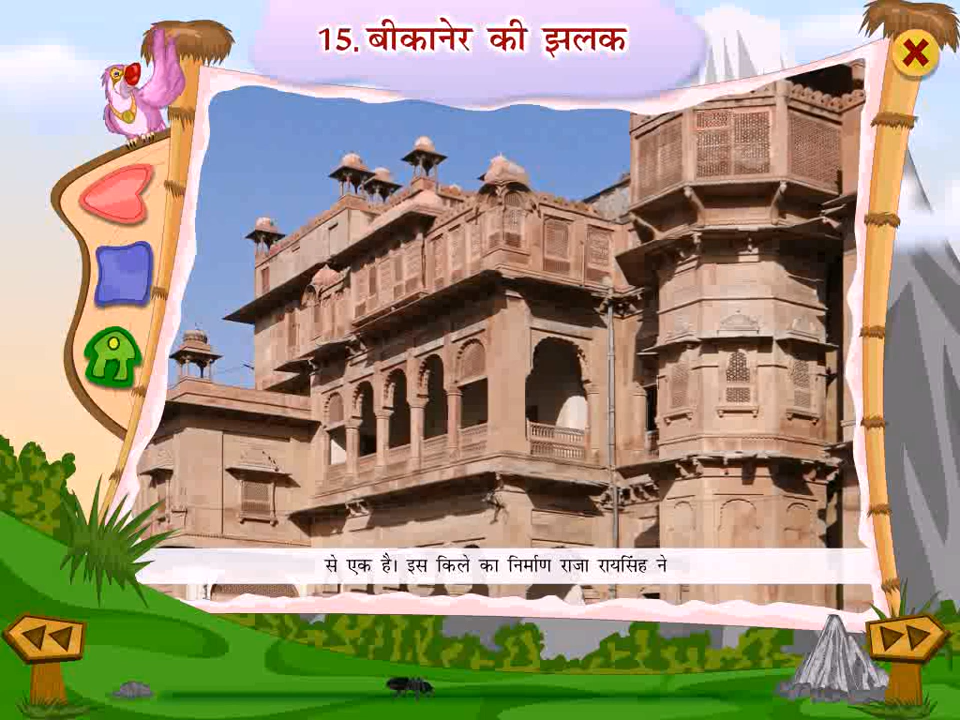 15. बीकानेर की झलक
से एक है। इस किले का निर्माण राजा रायसिंह ने